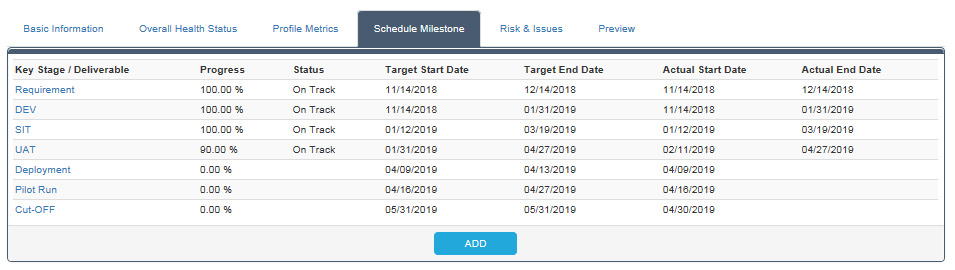 Basic Information Overall Health Status Profile Metrics Schedule Milestone Risk & Issues Preview
Key Stage / Deliverable Progress Status Target Start Date Target End Date Actual Start Date Actual End Date
Requirement 100.00 % On Track 11/14/2018 12/14/2018 11/14/2018 12/14/2018
DEV 100.00 % On Track 11/14/2018 01/31/2019 11/14/2018 01/31/2019
SIT 100.00 % On Track 01/12/2019 03/19/2019 01/12/2019 03/19/2019
UAT 90.00 % On Track 01/31/2019 04/27/2019 02/11/2019 04/27/2019
Deployment 0.00 % 04/09/2019 04/13/2019 04/09/2019
Pilot Run 0.00 % 04/16/2019 04/27/2019 04/16/2019
Cut-OFF 0.00 % 05/31/2019 05/31/2019 04/30/2019
ADD